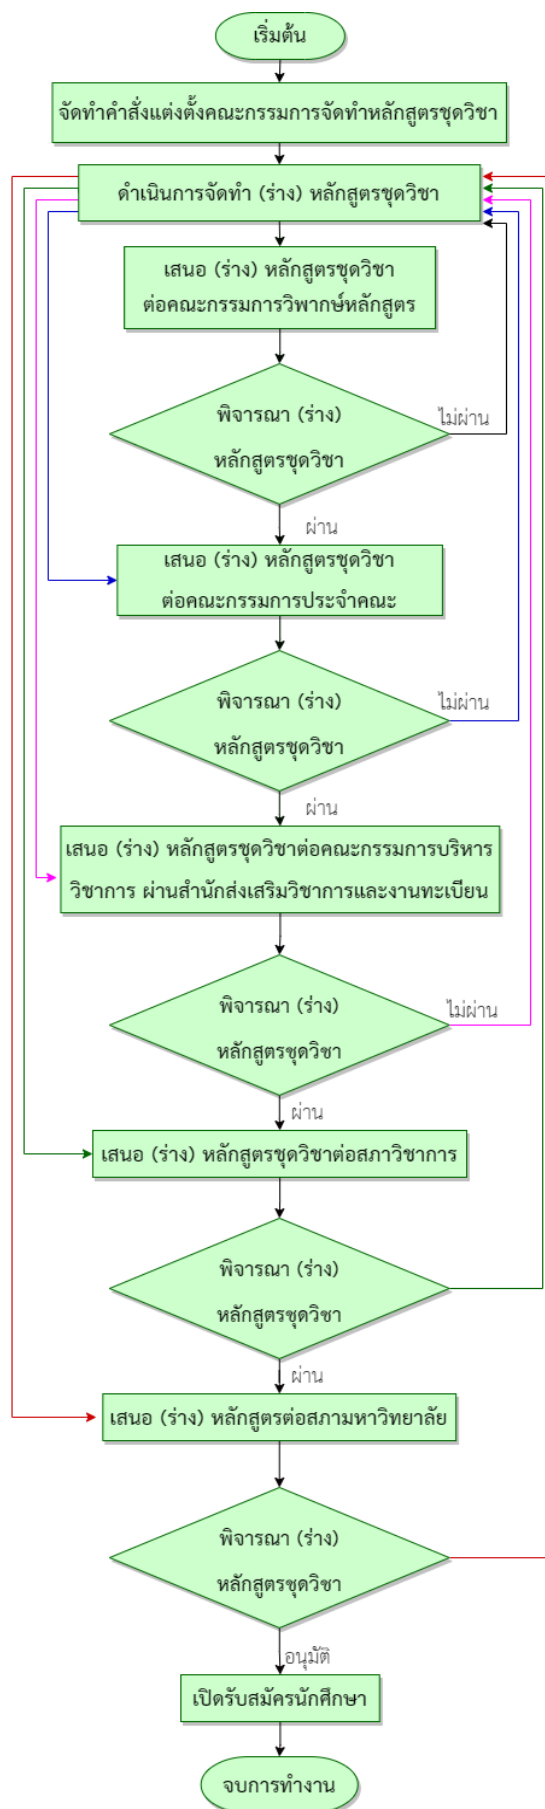 เริ่มต้น
จัดทำคำสั่งแต่งตั้งคณะกรรมการจัดทำหลักสูตรชุดวิชา
ดำเนินการจัดทำ (ร่าง) หลักสูตรชุดวิชา
เสนอ (ร่าง) หลักสูตรชุดวิชา
ต่อคณะกรรมการวิพากษ์หลักสูตร
พิจารณา (ร่าง)
หลักสูตรชุดวิชา
ไม่ผ่าน
ผ่าน
เสนอ (ร่าง) หลักสูตรชุดวิชา
ต่อคณะกรรมการประจำคณะ
พิจารณา (ร่าง)
หลักสูตรชุดวิชา
ไม่ผ่าน
ผ่าน
เสนอ (ร่าง) หลักสูตรชุดวิชาต่อคณะกรรมการบริหาร
วิชาการ ผ่านสำนักส่งเสริมวิชาการและงานทะเบียน
พิจารณา (ร่าง)
หลักสูตรชุดวิชา
ไม่ผ่าน
ผ่าน
เสนอ (ร่าง) หลักสูตรชุดวิชาต่อสภาวิชาการ
พิจารณา (ร่าง)
หลักสูตรชุดวิชา
ผ่าน
เสนอ (ร่าง) หลักสูตรต่อสภามหาวิทยาลัย
พิจารณา (ร่าง)
หลักสูตรชุดวิชา
อนุมัติ
เปิดรับสมัครนักศึกษา
จบการทำงาน